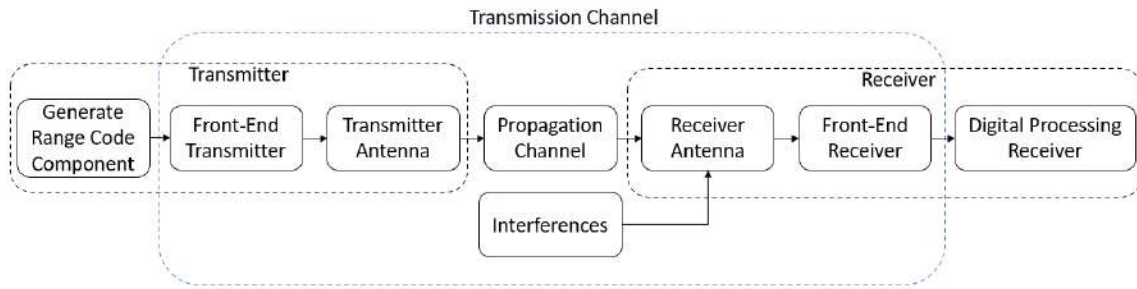 Transmission Channel
Transmitter
Receiver
Generate
Range Code
Component
Front-End
Transmitter
Transmitter
Antenna
Propagation
Channel
Receiver
Antenna
Front-End
Receiver
Digital Processing
Receiver
Interferences